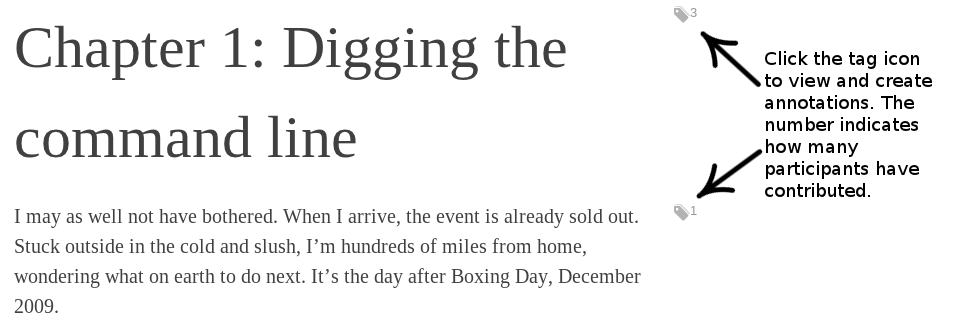 Chapter 1: Digging the
command line
3
Click the tag icon
to view and create
annotations. The
number indicates
how many
participants have
contributed.
1
I may as well not have bothered. When I arrive, the event is already sold out.
Stuck outside in the cold and slush, I’m hundreds of miles from home,
wondering what on earth to do next. It’s the day after Boxing Day, December
2009.